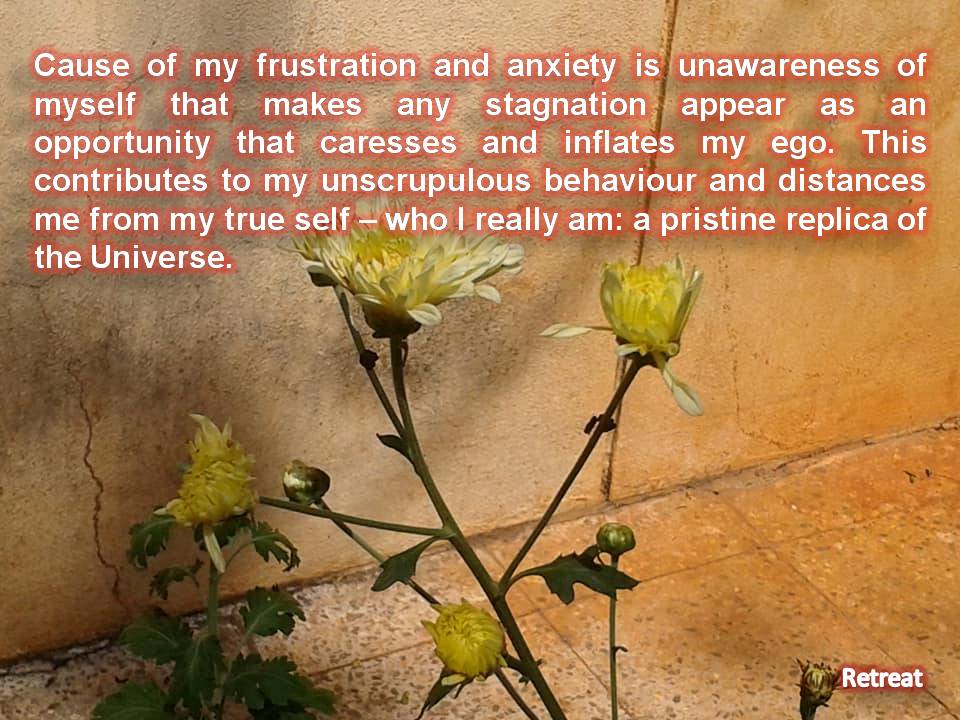 Cause of my frustration and anxiety is unawareness of
myself that makes any stagnation appear as an
opportunity that caresses and inflates my ego. This
contributes to my unscrupulous behaviour and distances
me from my true self – who I really am: a pristine replica of
the Universe.
Retreat